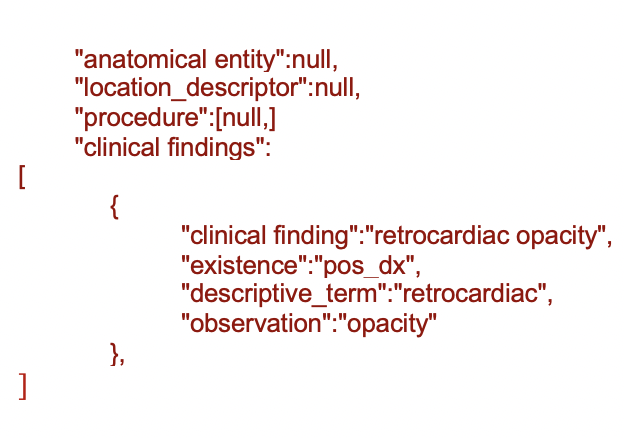 "anatomical entity":null,
"location_descriptor":null,
"procedure":[null,]
"clinical findings":
[
{
"clinical finding":"retrocardiac opacity",
"existence":"pos_dx",
"descriptive_term":"retrocardiac",
"observation":"opacity"
},
]